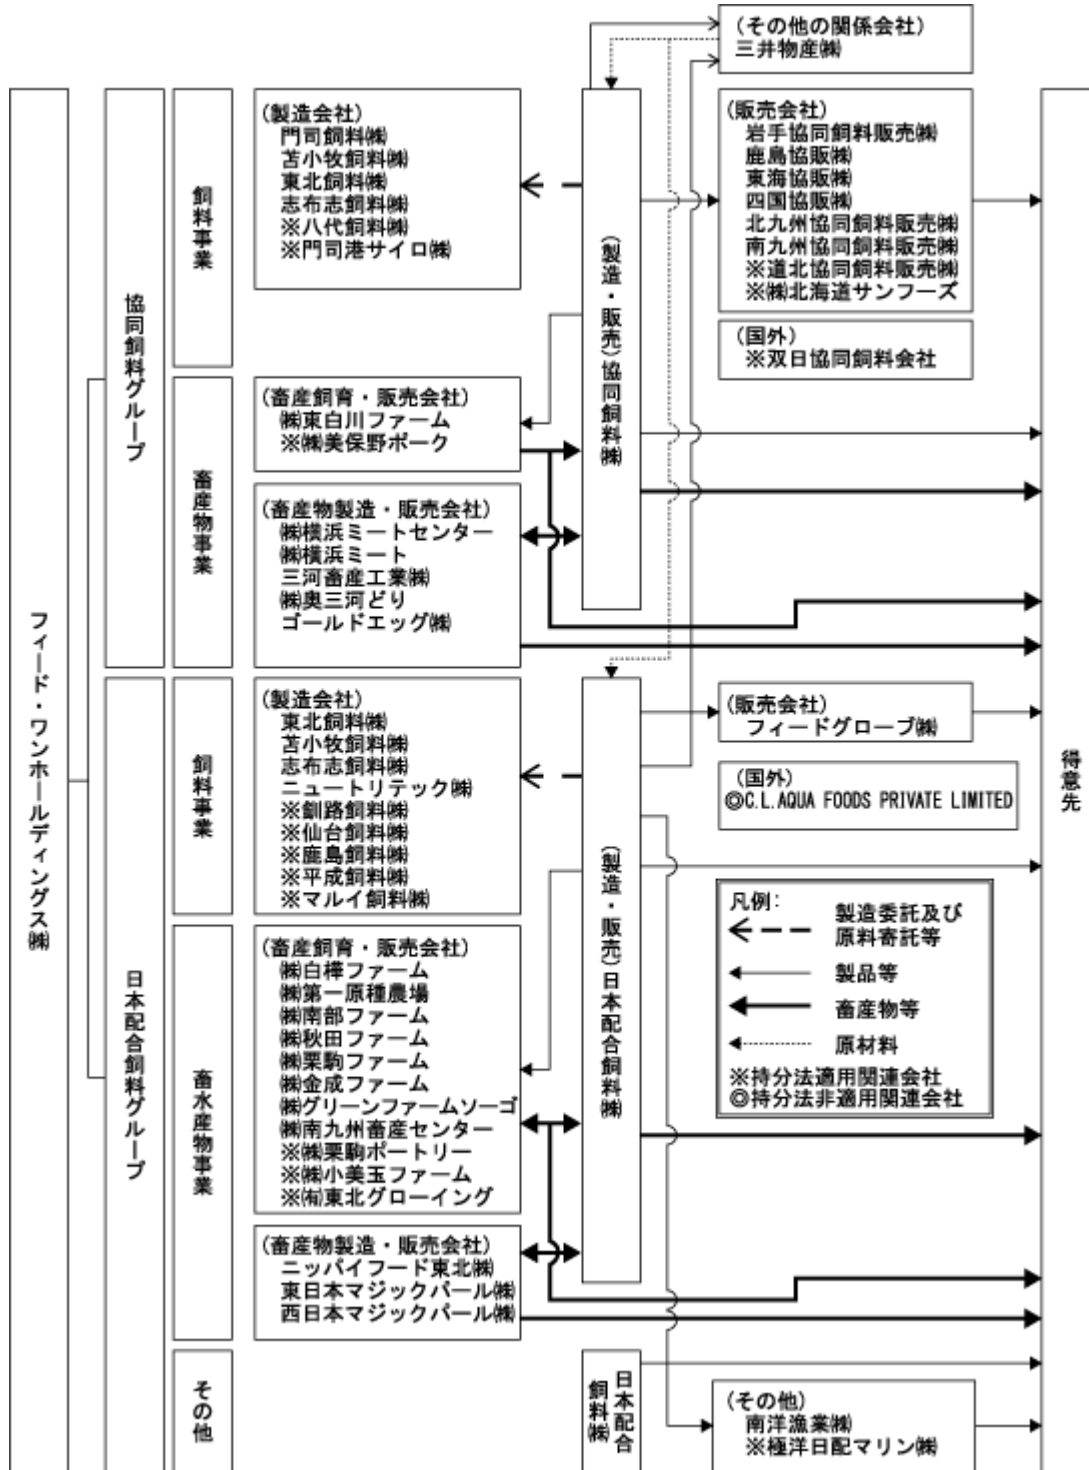 (その他の関係会社)
三井物産㈱
フィード・ワンホールディングス㈱
協同飼料グループ
飼料事業
(製造会社)
門司飼料㈱
苫小牧飼料㈱
東北飼料㈱
志布志飼料㈱
※八代飼料㈱
※門司港サイロ㈱
(製造・販売)協同飼料㈱
(販売会社)
岩手協同飼料販売㈱
鹿島協販㈱
東海協販㈱
四国協販㈱
北九州協同飼料販売㈱
南九州協同飼料販売㈱
※道北協同飼料販売㈱
※㈱北海道サンフーズ
(国外)
※双日協同飼料会社
畜産物事業
(畜産飼育・販売会社)
㈱東白川ファーム
※㈱美保野ポーク
(畜産物製造・販売会社)
㈱横浜ミートセンター
㈱横浜ミート
三河畜産工業㈱
㈱奥三河どり
ゴールドエッグ㈱
得意先
日本配合飼料グループ
飼料事業
(製造会社)
東北飼料㈱
苫小牧飼料㈱
志布志飼料㈱
ニュートリテック㈱
※釧路飼料㈱
※仙台飼料㈱
※鹿島飼料㈱
※平成飼料㈱
※マルイ飼料㈱
(製造・販売)日本配合飼料㈱
(販売会社)
フィードグローブ㈱
(国外)
◎C.L.AQUA FOODS PRIVATE LIMITED
凡例:
製造委託及び
原料寄託等
製品等
畜産物等
原材料
※持分法適用関連会社
◎持分法非適用関連会社
畜水産物事業
(畜産飼育・販売会社)
㈱白樺ファーム
㈱第一原種農場
㈱南部ファーム
㈱秋田ファーム
㈱栗駒ファーム
㈱金成ファーム
㈱グリーンファームソーゴ
㈱南九州畜産センター
※㈱栗駒ポートリー
※㈱小美玉ファーム
※㈲東北グローイング
(畜産物製造・販売会社)
ニッパイフード東北㈱
東日本マジックパール㈱
西日本マジックパール㈱
その他
日本配合
飼料㈱
(その他)
南洋漁業㈱
※極洋日配マリン㈱